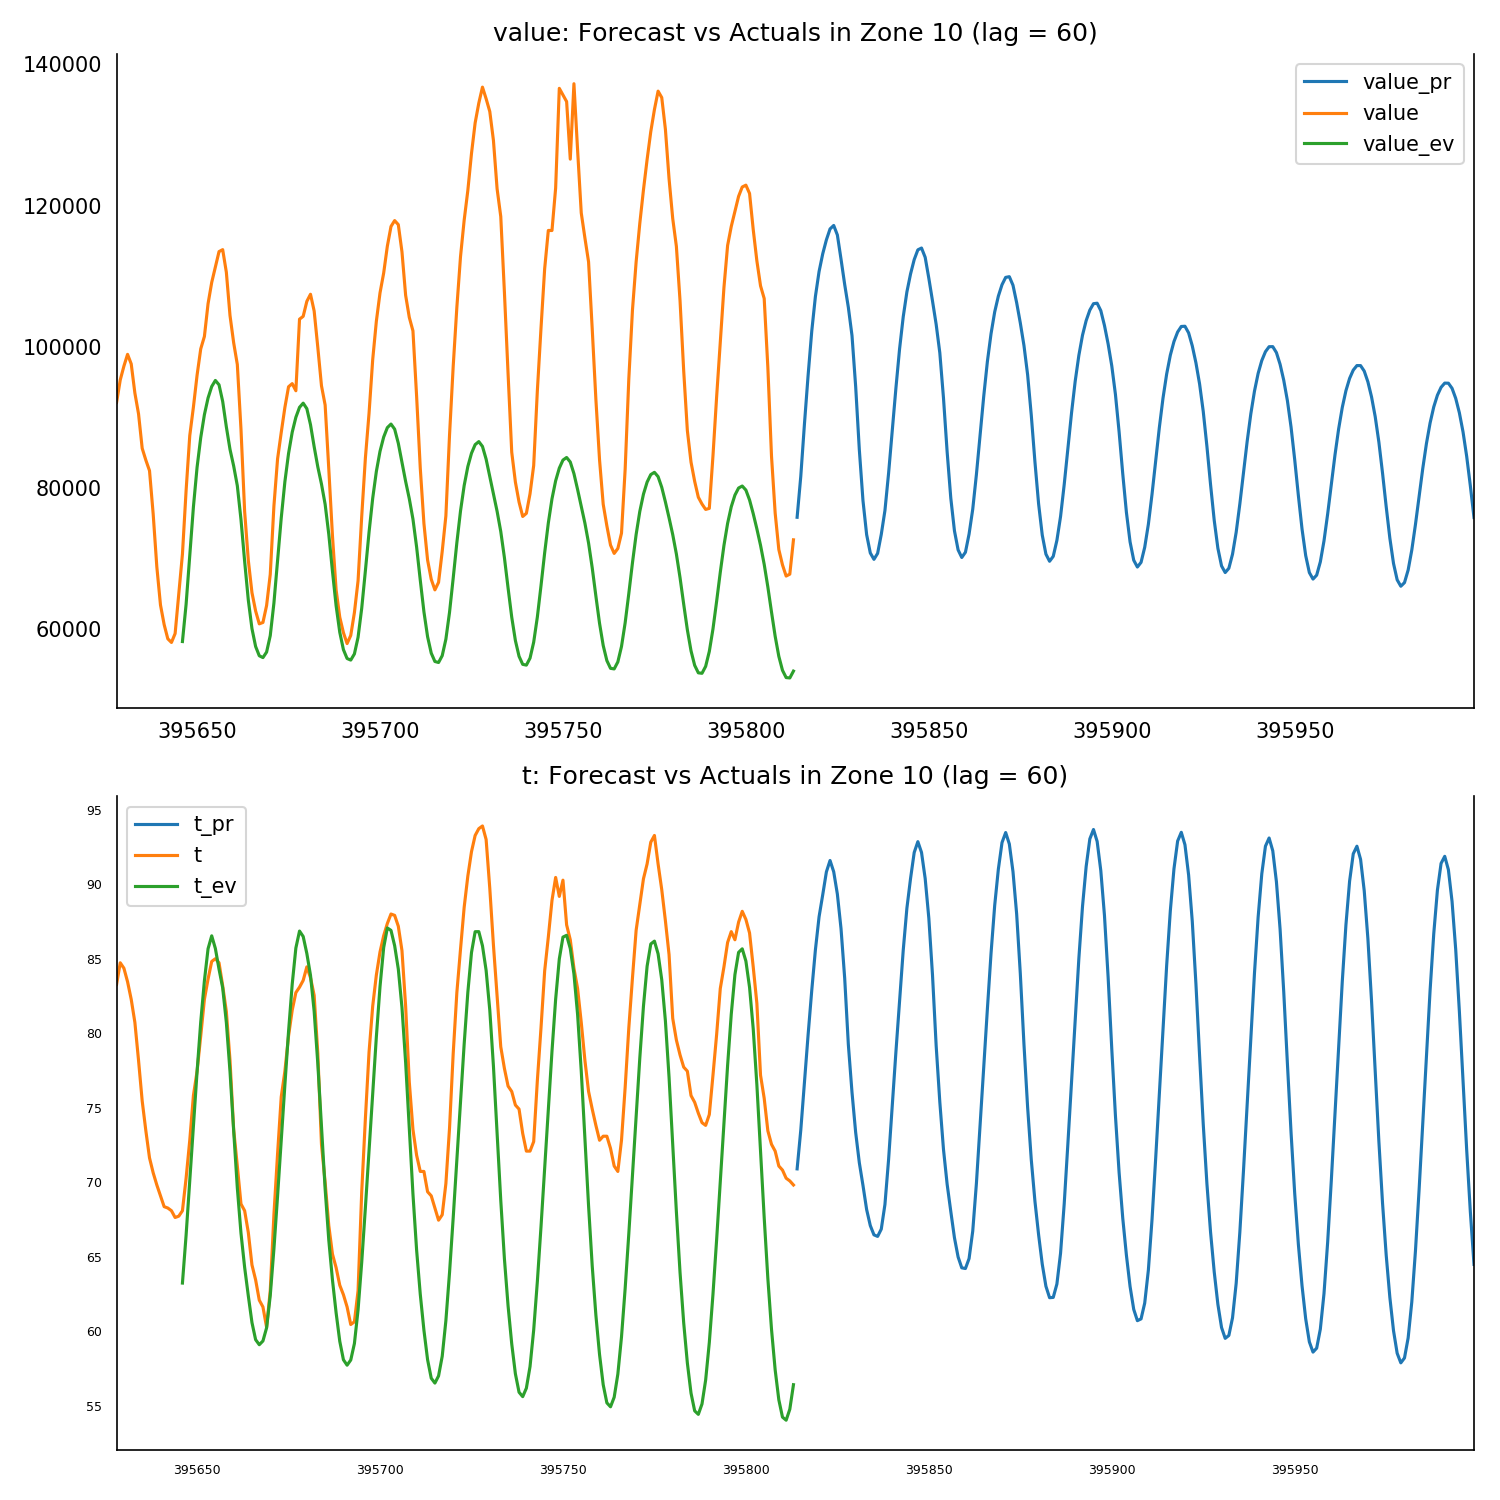 value: Forecast vs Actuals in Zone 10 (lag = 60)
140000
120000
100000
80000
60000
value_pr
value
value_ev
395650 395700 395750 395800 395850 395900 395950
t: Forecast vs Actuals in Zone 10 (lag = 60)
95
90
85
80
75
70
65
60
55
t_pr
t
t_ev
395650 395700 395750 395800 395850 395900 395950